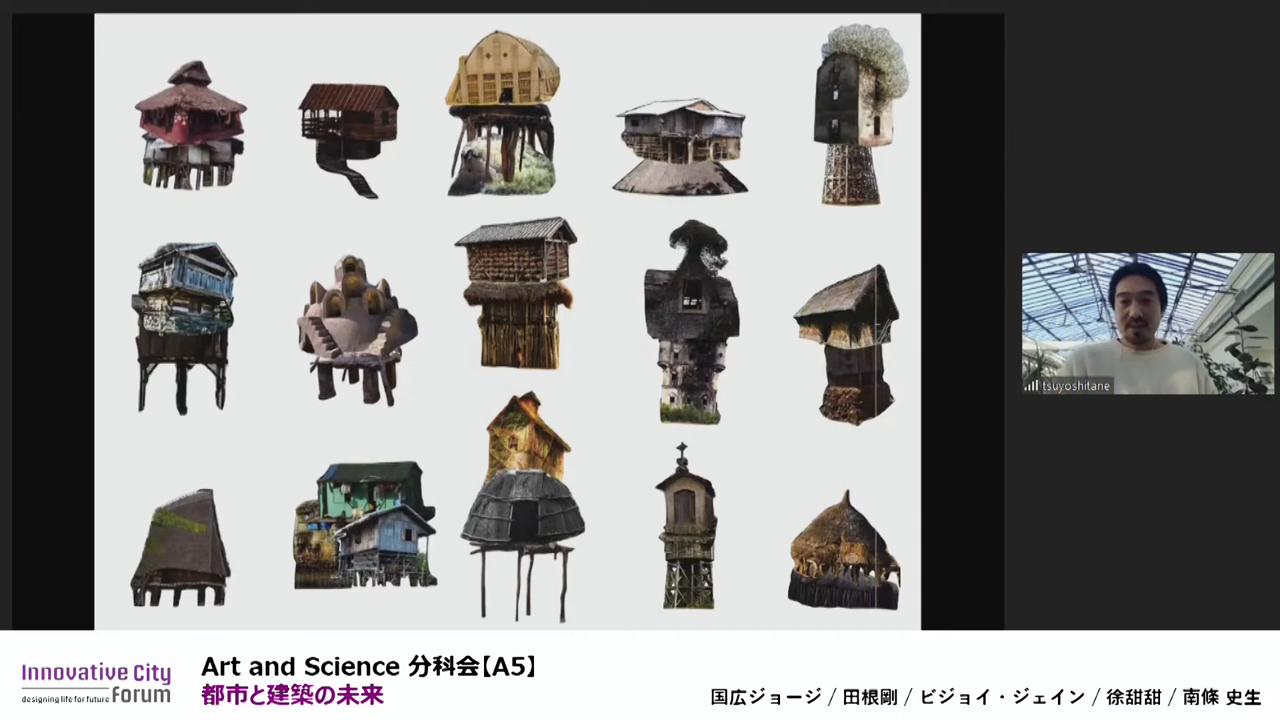 tsuyoshitane
Innovative City
designing life for future Forum
Art and Science 分科会【A5】
都市と建築の未来
国広ジョージ / 田根剛 / ビジョイ・ジェイン / 徐甜甜 / 南條 史生